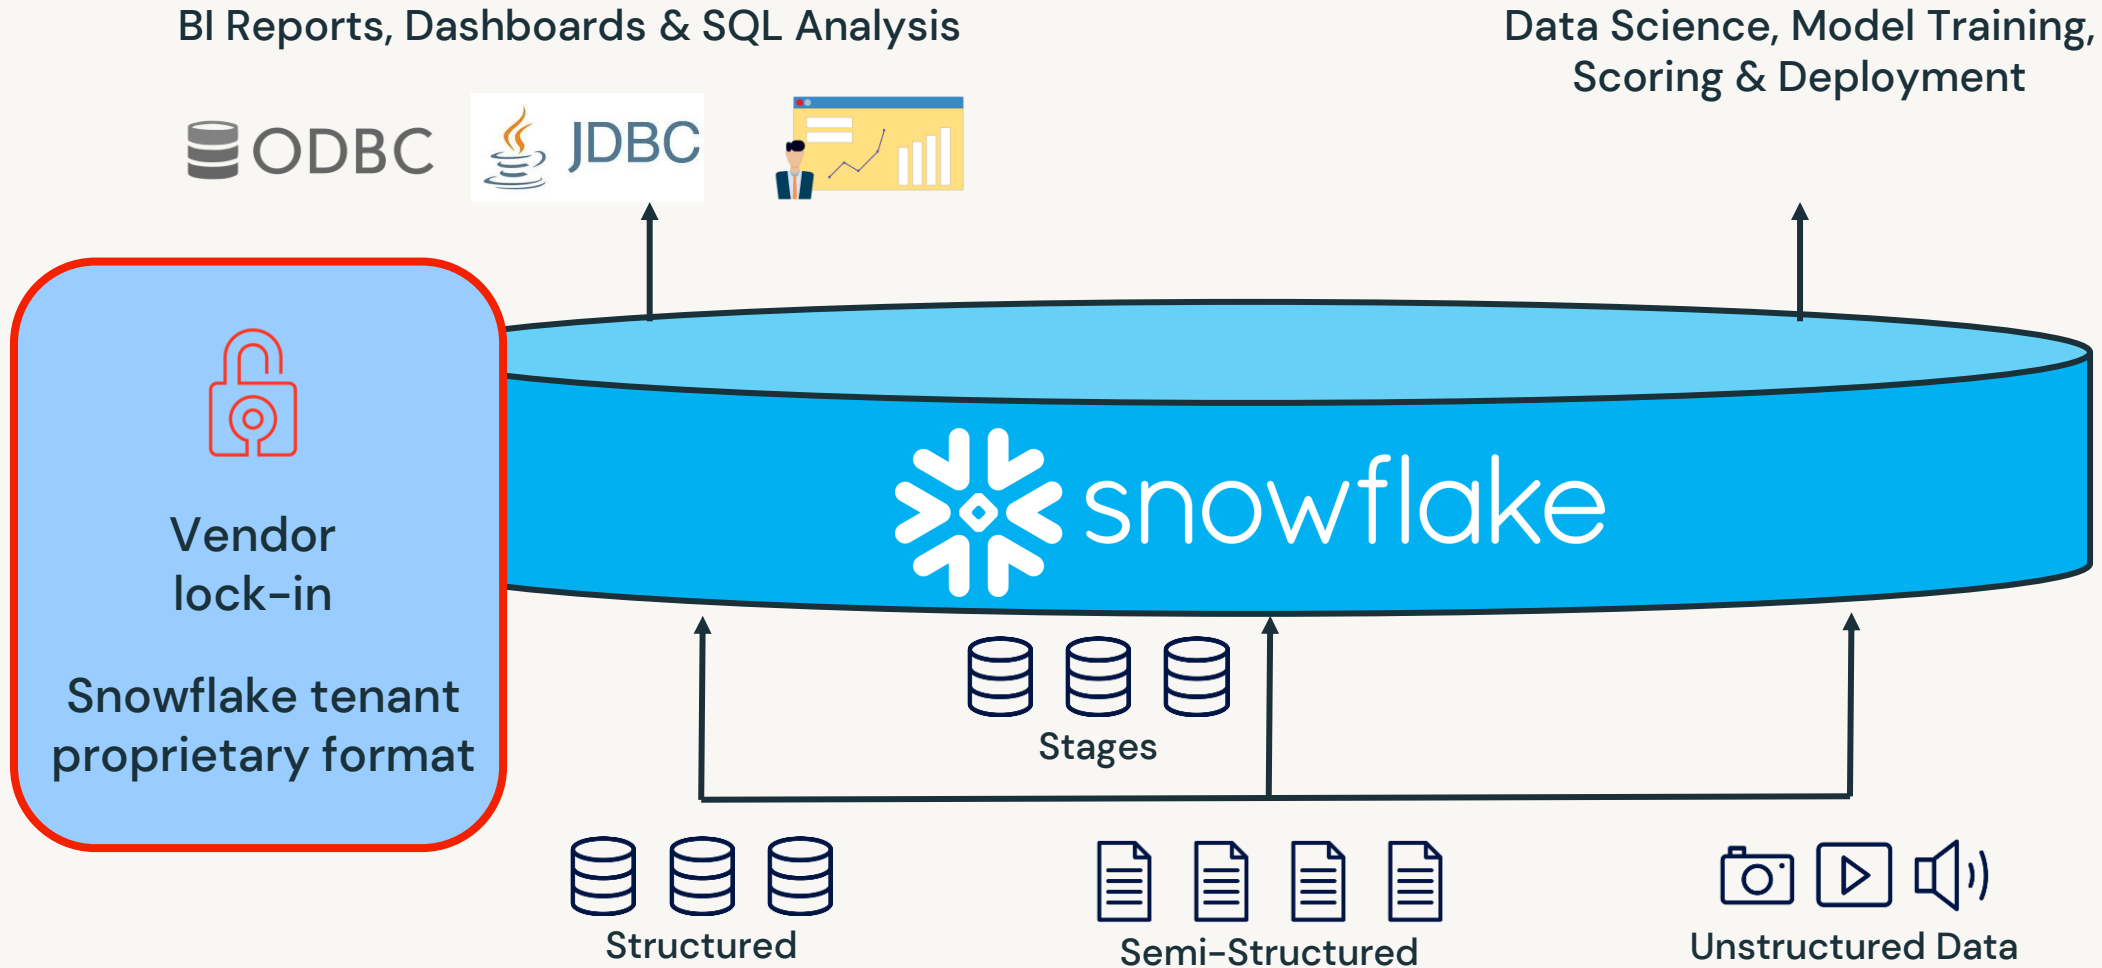 BI Reports, Dashboards & SQL Analysis
Data Science, Model Training,
Scoring & Deployment
ODBC
JDBC
Vendor
lock-in
Snowflake tenant
proprietary format
snowflake
Stages
Structured
Semi-Structured
Unstructured Data